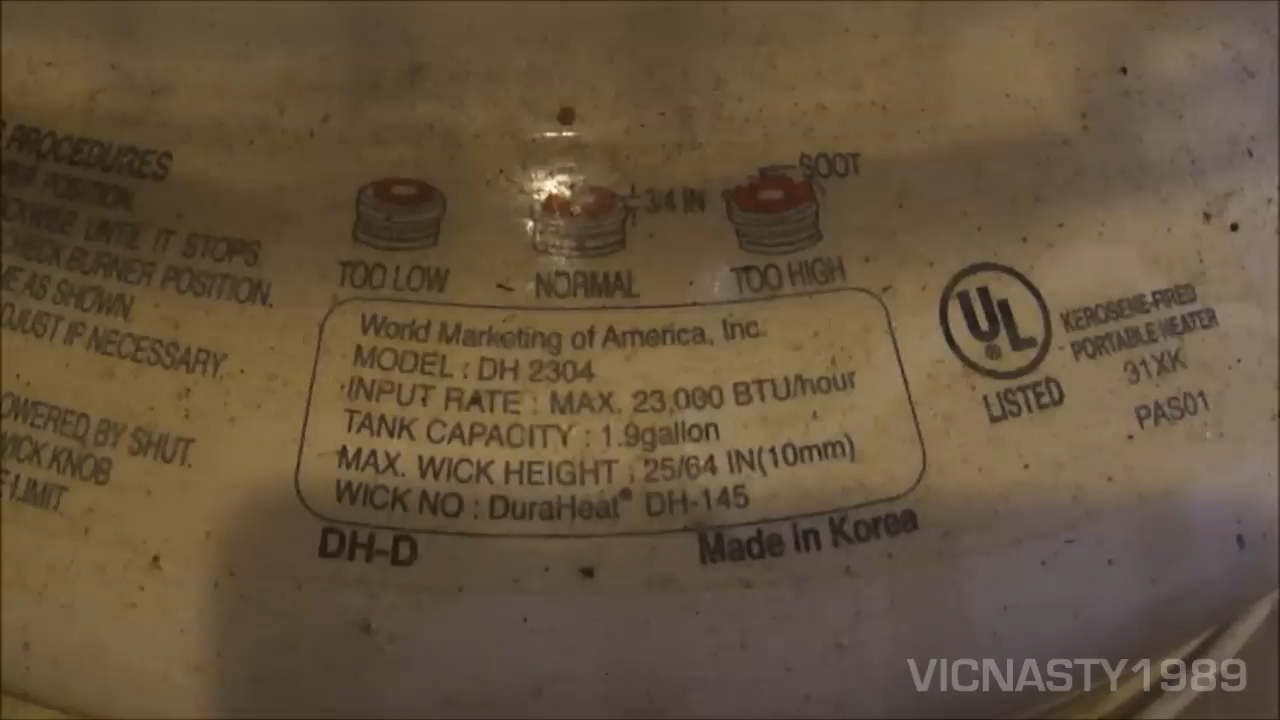 PROCEDURES
POSITION.
UNTIL IT STOPS.
CHECK BURNER POSITION.
AS SHOWN.
ADJUST IF NECESSARY.
BY SHUT.
WICK KNOB
LIMIT
SOOT
3/4 IN
TOO LOW
NORMAL
TOO HIGH
World Marketing of America, Inc.
MODEL : DH 2304
INPUT RATE : MAX. 23,000 BTU/hour
TANK CAPACITY : 1.9gallon
MAX. WICK HEIGHT : 25/64 IN(10mm)
WICK NO : DuraHeat® DH-145
DH-D
Made in Korea
UL
®
LISTED
KEROSENE-FIRED
PORTABLE HEATER
31XK
PAS01
VICNASTY1989